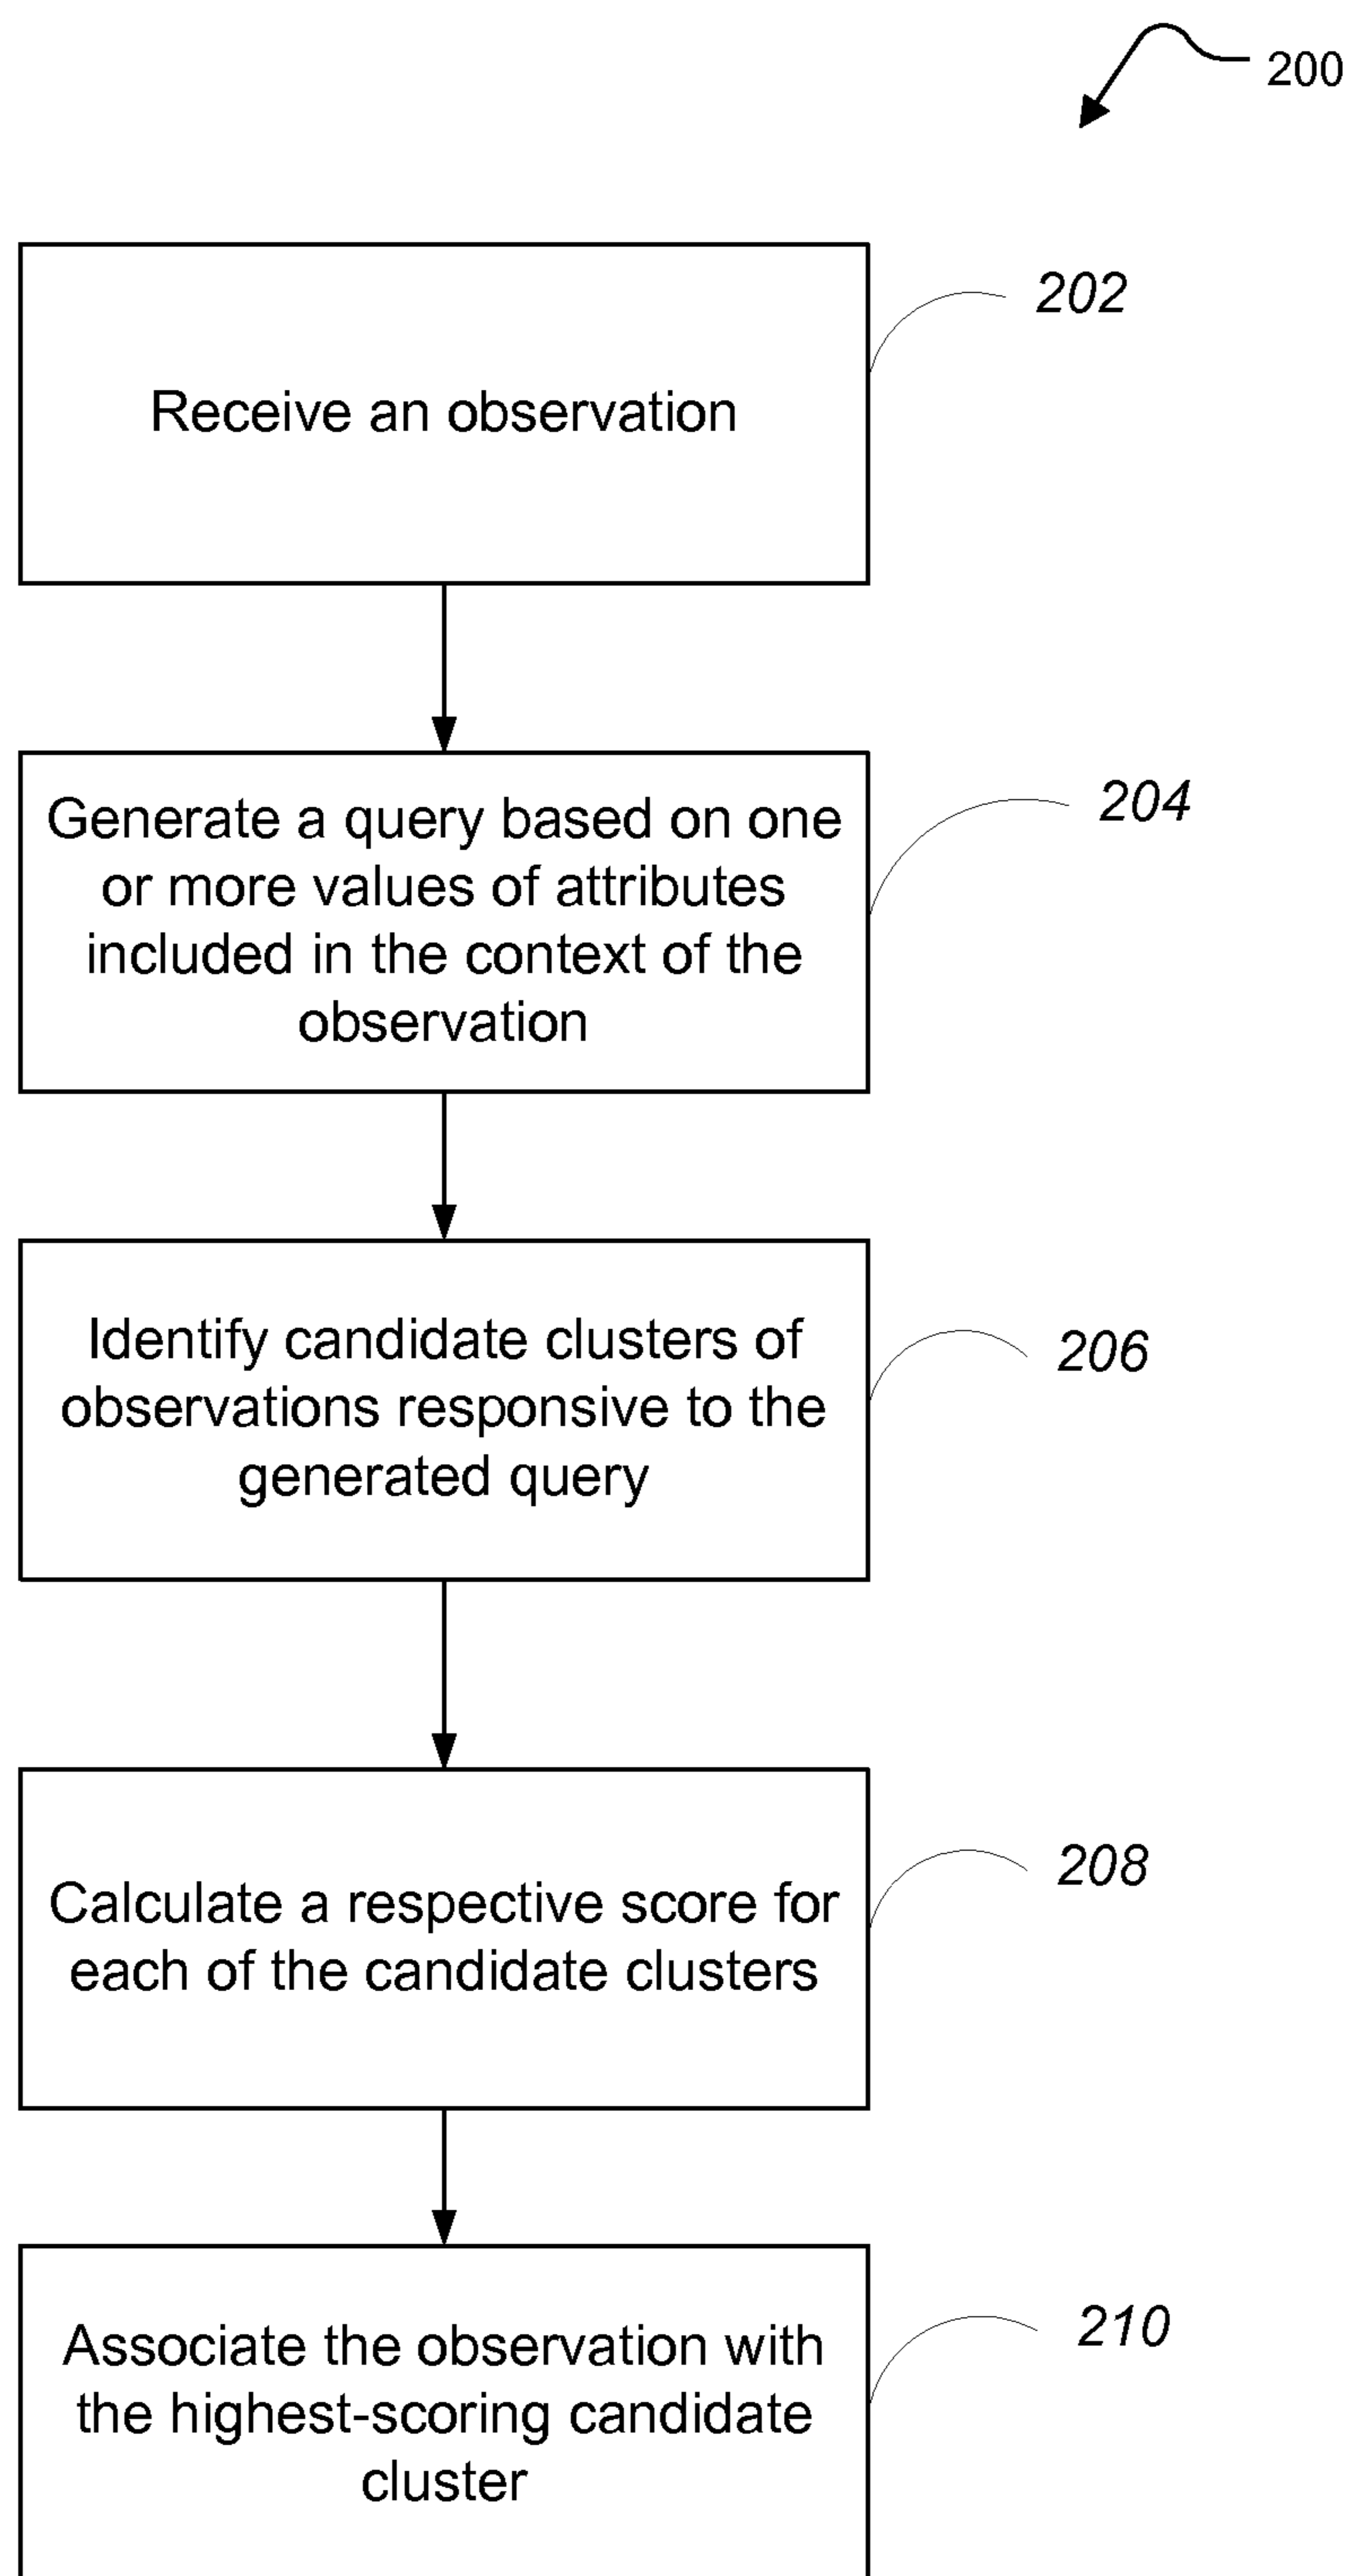 200
202
Receive an observation
204
Generate a query based on one
or more values of attributes
included in the context of the
observation
206
Identify candidate clusters of
observations responsive to the
generated query
208
Calculate a respective score for
each of the candidate clusters
210
Associate the observation with
the highest-scoring candidate
cluster